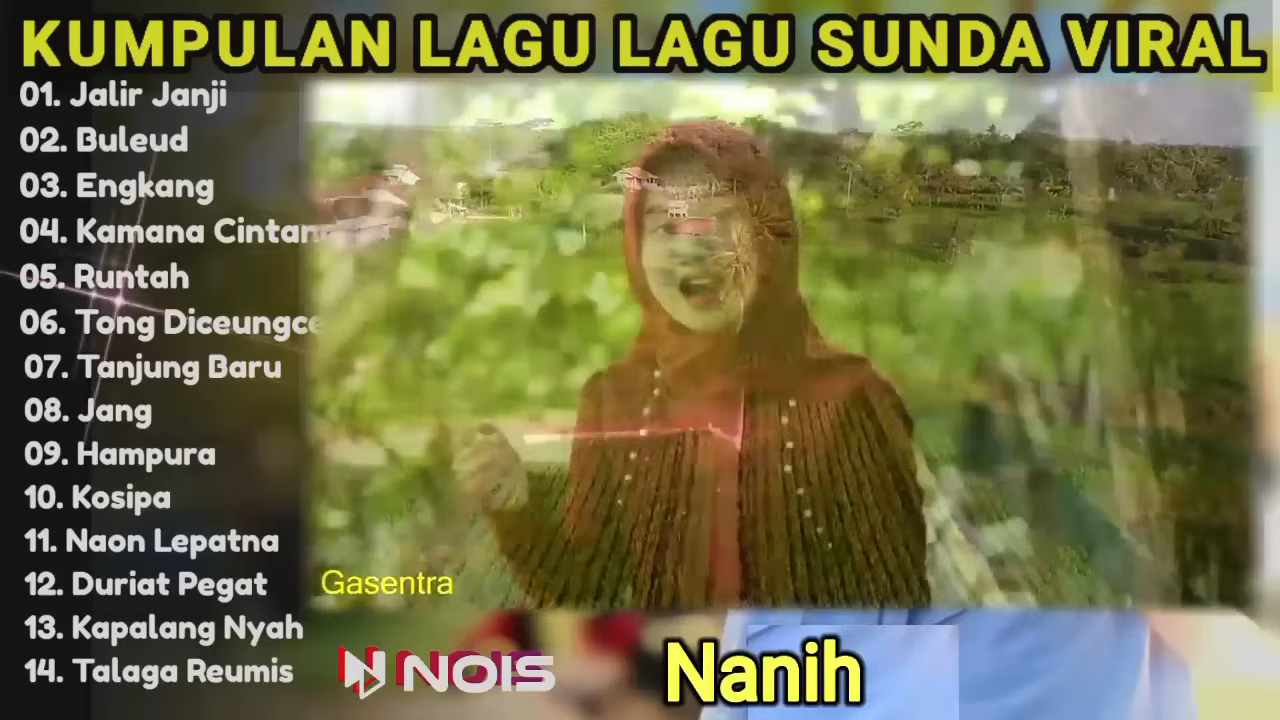 KUMPULAN LAGU LAGU SUNDA VIRAL
01. Jalir Janji
02. Buleud
03. Engkang
04. Kamana Cintan
05. Runtah
06. Tong Diceungce
07. Tanjung Baru
08. Jang
09. Hampura
10. Kosipa
11. Naon Lepatna
12. Duriat Pegat
13. Kapalang Nyah
14. Talaga Reumis
Gasentra
NOIS
Nanih